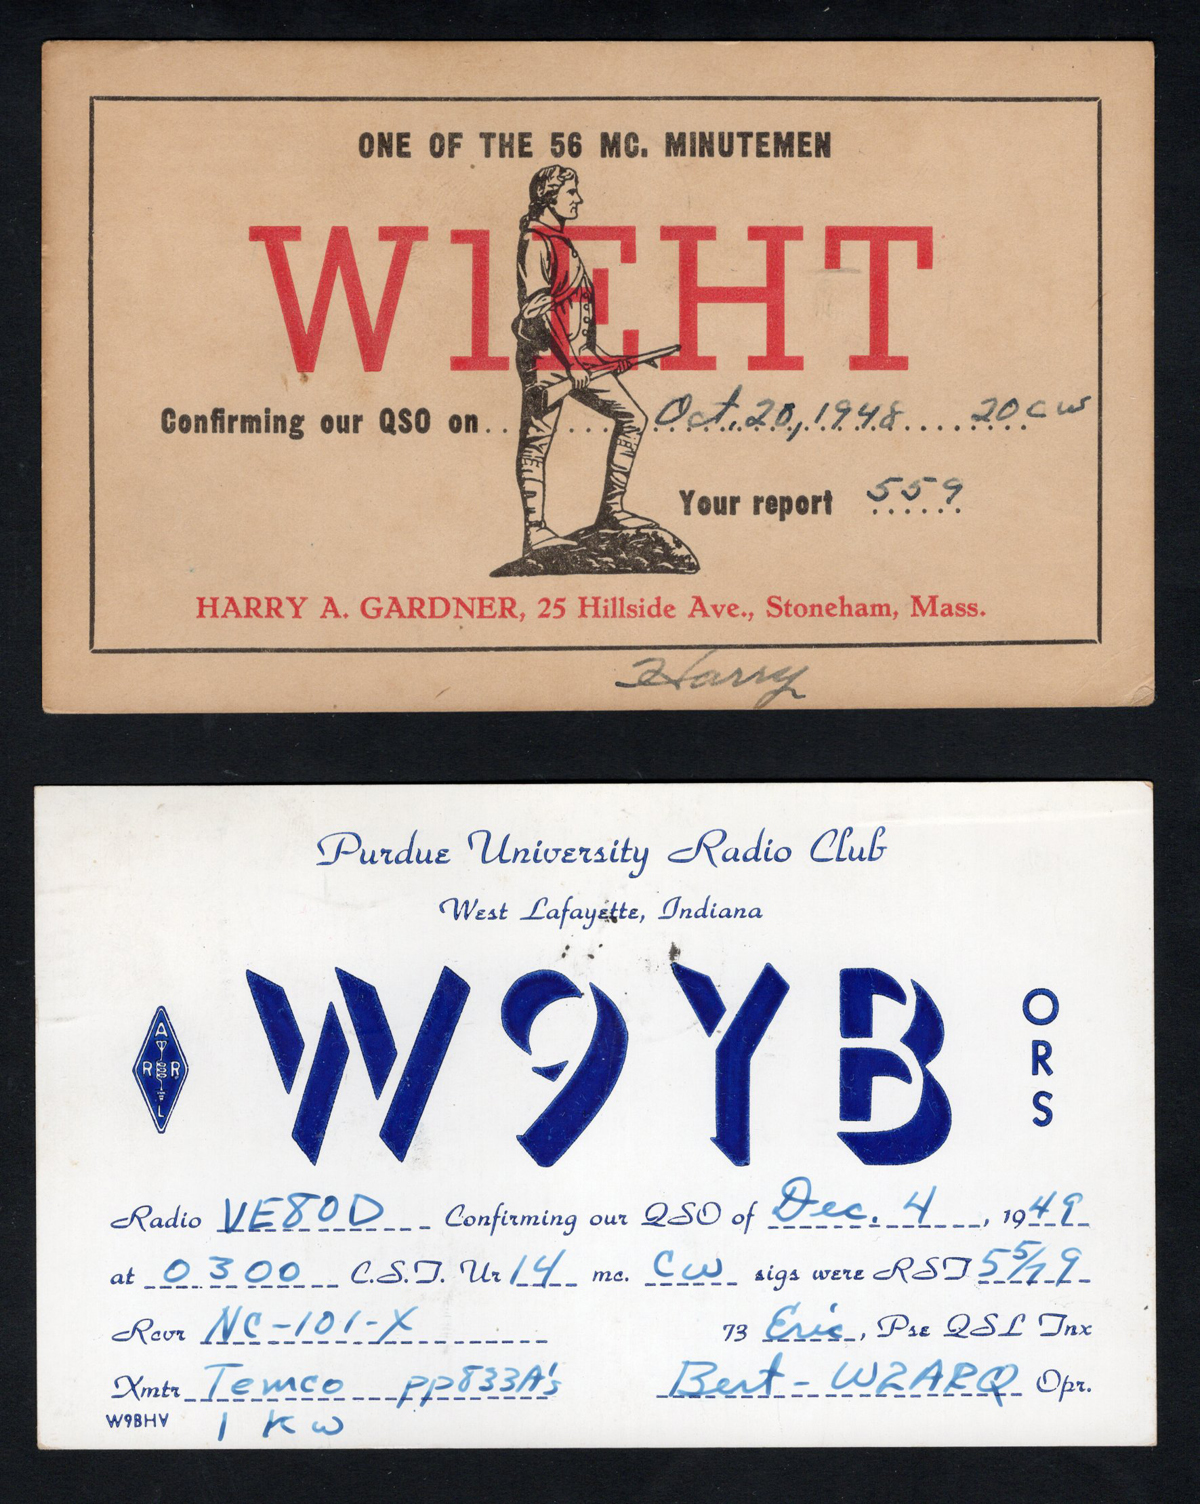 ONE OF THE 56 MC. MINUTEMEN
W1EHT
Confirming our QSO on Oct. 20, 1948 20 CW
Your report 559
HARRY A. GARDNER, 25 Hillside Ave., Stoneham, Mass.
Harry
Purdue University Radio Club
West Lafayette, Indiana
A R R L
W9YB
ORS
Radio VE8OD Confirming our QSO of Dec. 4, 1949
at 0300 C.S.T. Ur 14 mc. CW sigs were RST 55/79
Rcvr NC-101-X 73 Eric, Pse QSL Tnx
Xmtr Temco pp833A's Bert - W2ARQ Opr.
W9BHV 1 KW